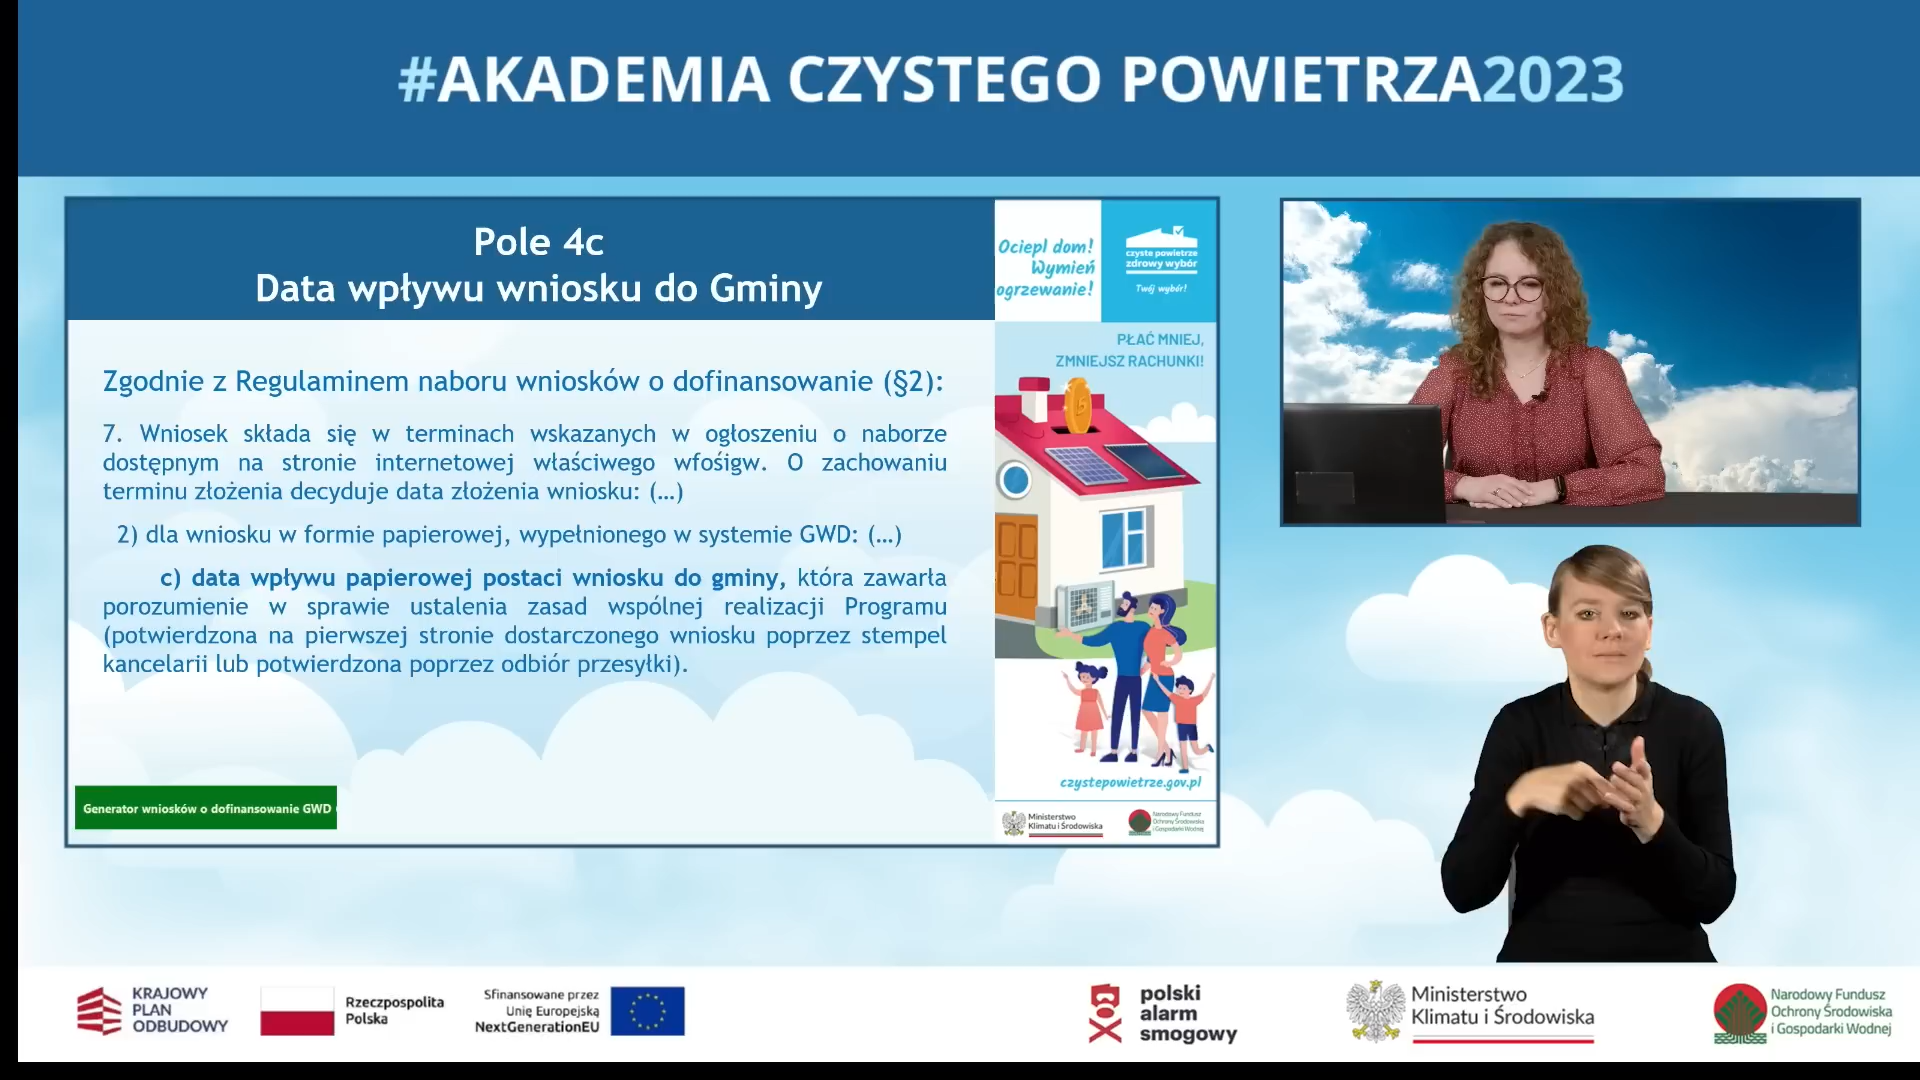 #AKADEMIA CZYSTEGO POWIETRZA2023
Pole 4c
Data wpływu wniosku do Gminy
Zgodnie z Regulaminem naboru wniosków o dofinansowanie (§2):
7. Wniosek składa się w terminach wskazanych w ogłoszeniu o naborze
dostępnym na stronie internetowej właściwego wfośigw. O zachowaniu
terminu złożenia decyduje data złożenia wniosku: (…)
2) dla wniosku w formie papierowej, wypełnionego w systemie GWD: (…)
c) data wpływu papierowej postaci wniosku do gminy, która zawarła
porozumienie w sprawie ustalenia zasad wspólnej realizacji Programu
(potwierdzona na pierwszej stronie dostarczonego wniosku poprzez stempel
kancelarii lub potwierdzona poprzez odbiór przesyłki).
Generator wniosków o dofinansowanie GWD
Ociepl dom!
Wymień
ogrzewanie!
czyste powietrze
zdrowy wybór
Twój wybór!
PŁAĆ MNIEJ,
ZMNIEJSZ RACHUNKI!
czystepowietrze.gov.pl
Ministerstwo
Klimatu i Środowiska
Narodowy Fundusz
Ochrony Środowiska
i Gospodarki Wodnej
KRAJOWY
PLAN
ODBUDOWY
Rzeczpospolita
Polska
Sfinansowane przez
Unię Europejską
NextGenerationEU
polski
alarm
smogowy
Ministerstwo
Klimatu i Środowiska
Narodowy Fundusz
Ochrony Środowiska
i Gospodarki Wodnej